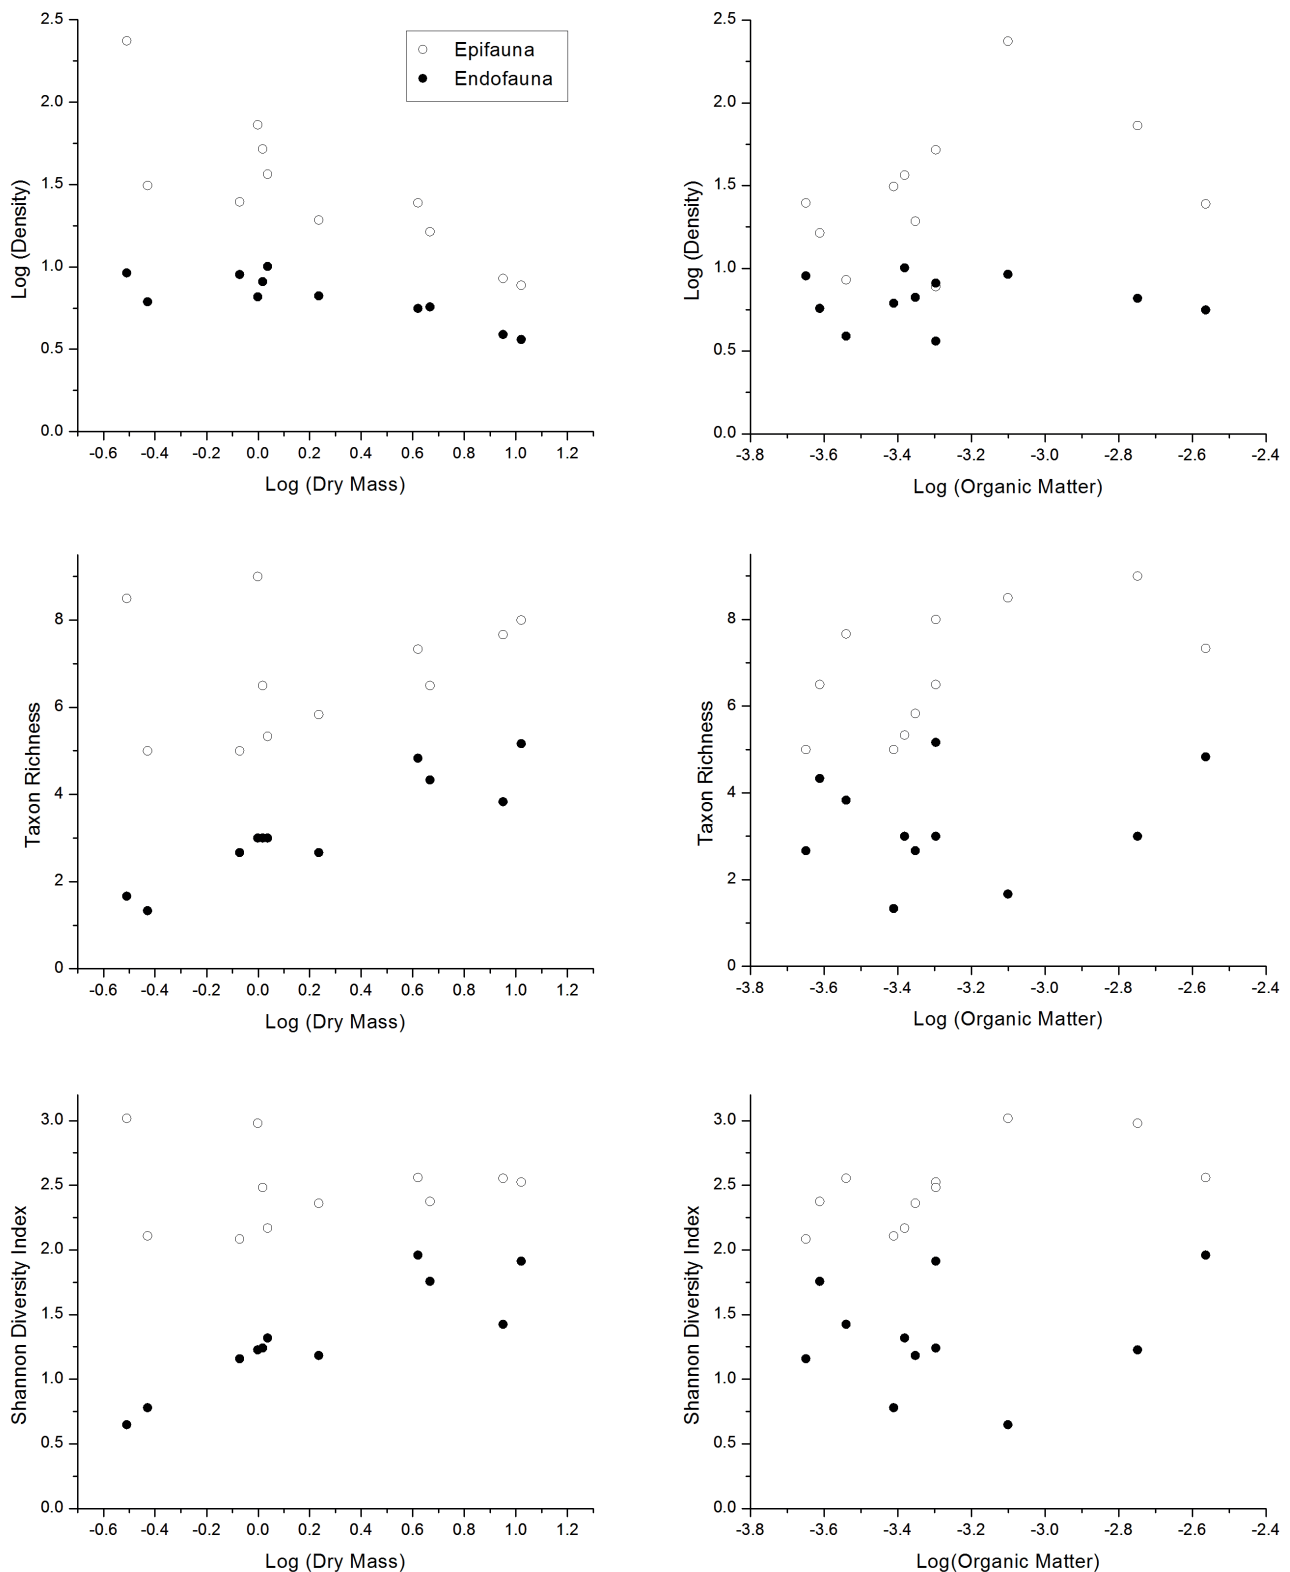 2.5
2.0
1.5
1.0
0.5
0.0
Log (Density)
Epifauna
Endofauna
-0.6 -0.4 -0.2 0.0 0.2 0.4 0.6 0.8 1.0 1.2
Log (Dry Mass)
2.5
2.0
1.5
1.0
0.5
0.0
Log (Density)
-3.8 -3.6 -3.4 -3.2 -3.0 -2.8 -2.6 -2.4
Log (Organic Matter)
8
6
4
2
0
Taxon Richness
-0.6 -0.4 -0.2 0.0 0.2 0.4 0.6 0.8 1.0 1.2
Log (Dry Mass)
8
6
4
2
0
Taxon Richness
-3.8 -3.6 -3.4 -3.2 -3.0 -2.8 -2.6 -2.4
Log (Organic Matter)
3.0
2.5
2.0
1.5
1.0
0.5
0.0
Shannon Diversity Index
-0.6 -0.4 -0.2 0.0 0.2 0.4 0.6 0.8 1.0 1.2
Log (Dry Mass)
3.0
2.5
2.0
1.5
1.0
0.5
0.0
Shannon Diversity Index
-3.8 -3.6 -3.4 -3.2 -3.0 -2.8 -2.6 -2.4
Log(Organic Matter)